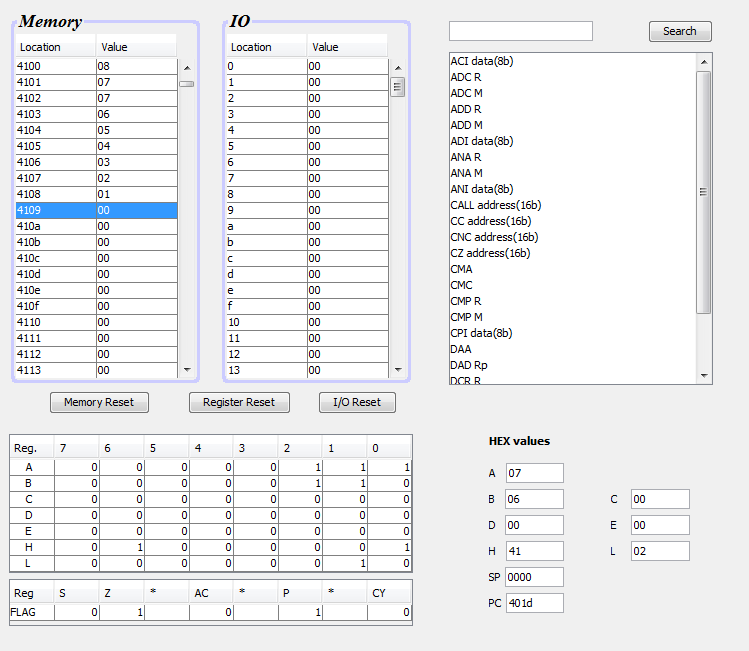 Memory
Location Value
4100 08
4101 07
4102 07
4103 06
4104 05
4105 04
4106 03
4107 02
4108 01
4109 00
410a 00
410b 00
410c 00
410d 00
410e 00
410f 00
4110 00
4111 00
4112 00
4113 00
IO
Location Value
0 00
1 00
2 00
3 00
4 00
5 00
6 00
7 00
8 00
9 00
a 00
b 00
c 00
d 00
e 00
f 00
10 00
11 00
12 00
13 00
Search
ACI data(8b)
ADC R
ADC M
ADD R
ADD M
ADI data(8b)
ANA R
ANA M
ANI data(8b)
CALL address(16b)
CC address(16b)
CNC address(16b)
CZ address(16b)
CMA
CMC
CMP R
CMP M
CPI data(8b)
DAA
DAD Rp
DCR R
Memory Reset Register Reset I/O Reset
Reg. 7 6 5 4 3 2 1 0
A 0 0 0 0 0 1 1 1
B 0 0 0 0 0 1 1 0
C 0 0 0 0 0 0 0 0
D 0 0 0 0 0 0 0 0
E 0 0 0 0 0 0 0 0
H 0 1 0 0 0 0 0 1
L 0 0 0 0 0 0 1 0
Reg S Z * AC * P * CY
FLAG 0 1 0 1 0
HEX values
A 07
B 06 C 00
D 00 E 00
H 41 L 02
SP 0000
PC 401d